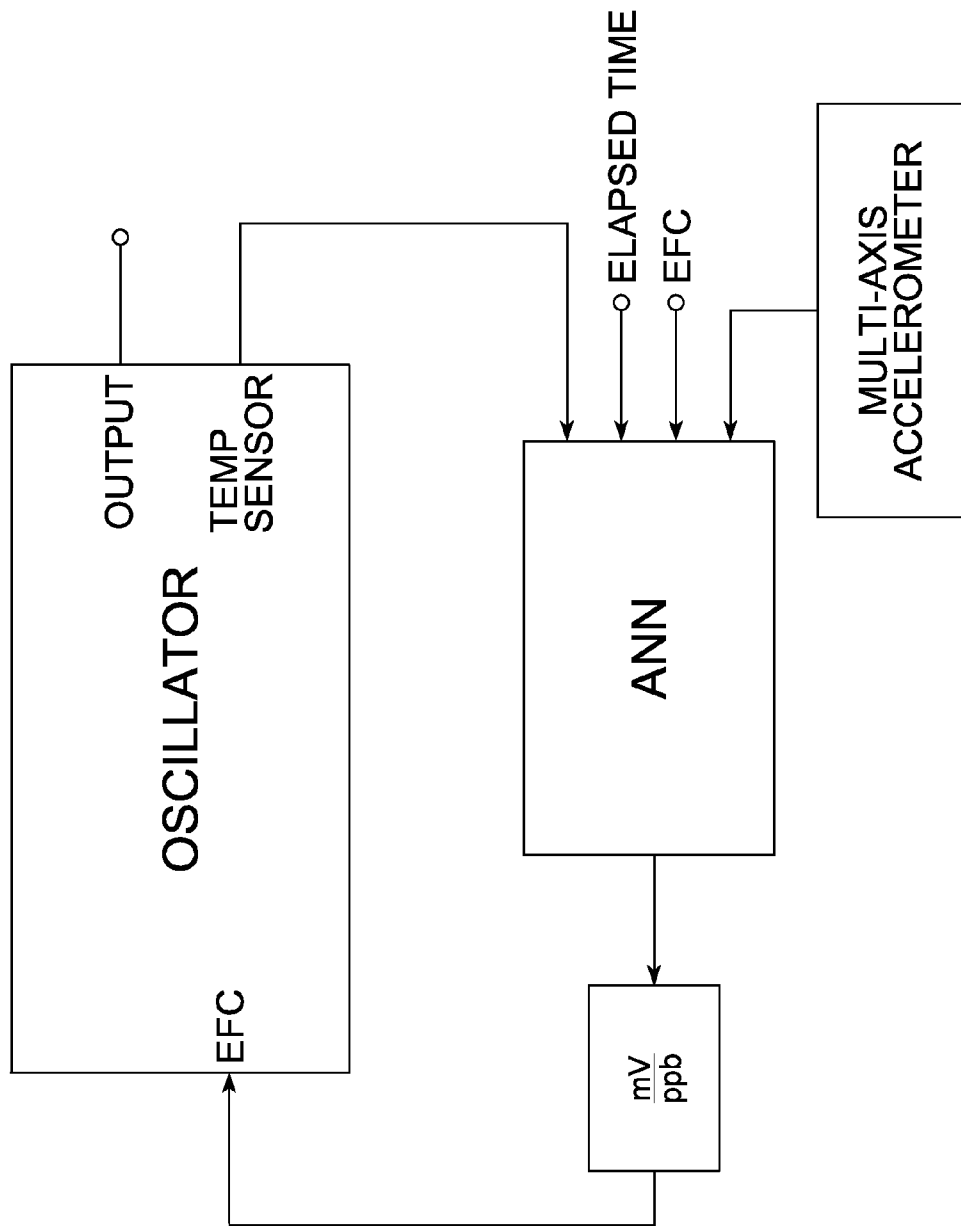 OSCILLATOR
EFC
OUTPUT
TEMP
SENSOR
mV
ppb
ANN
ELAPSED TIME
EFC
MULTI-AXIS
ACCELEROMETER